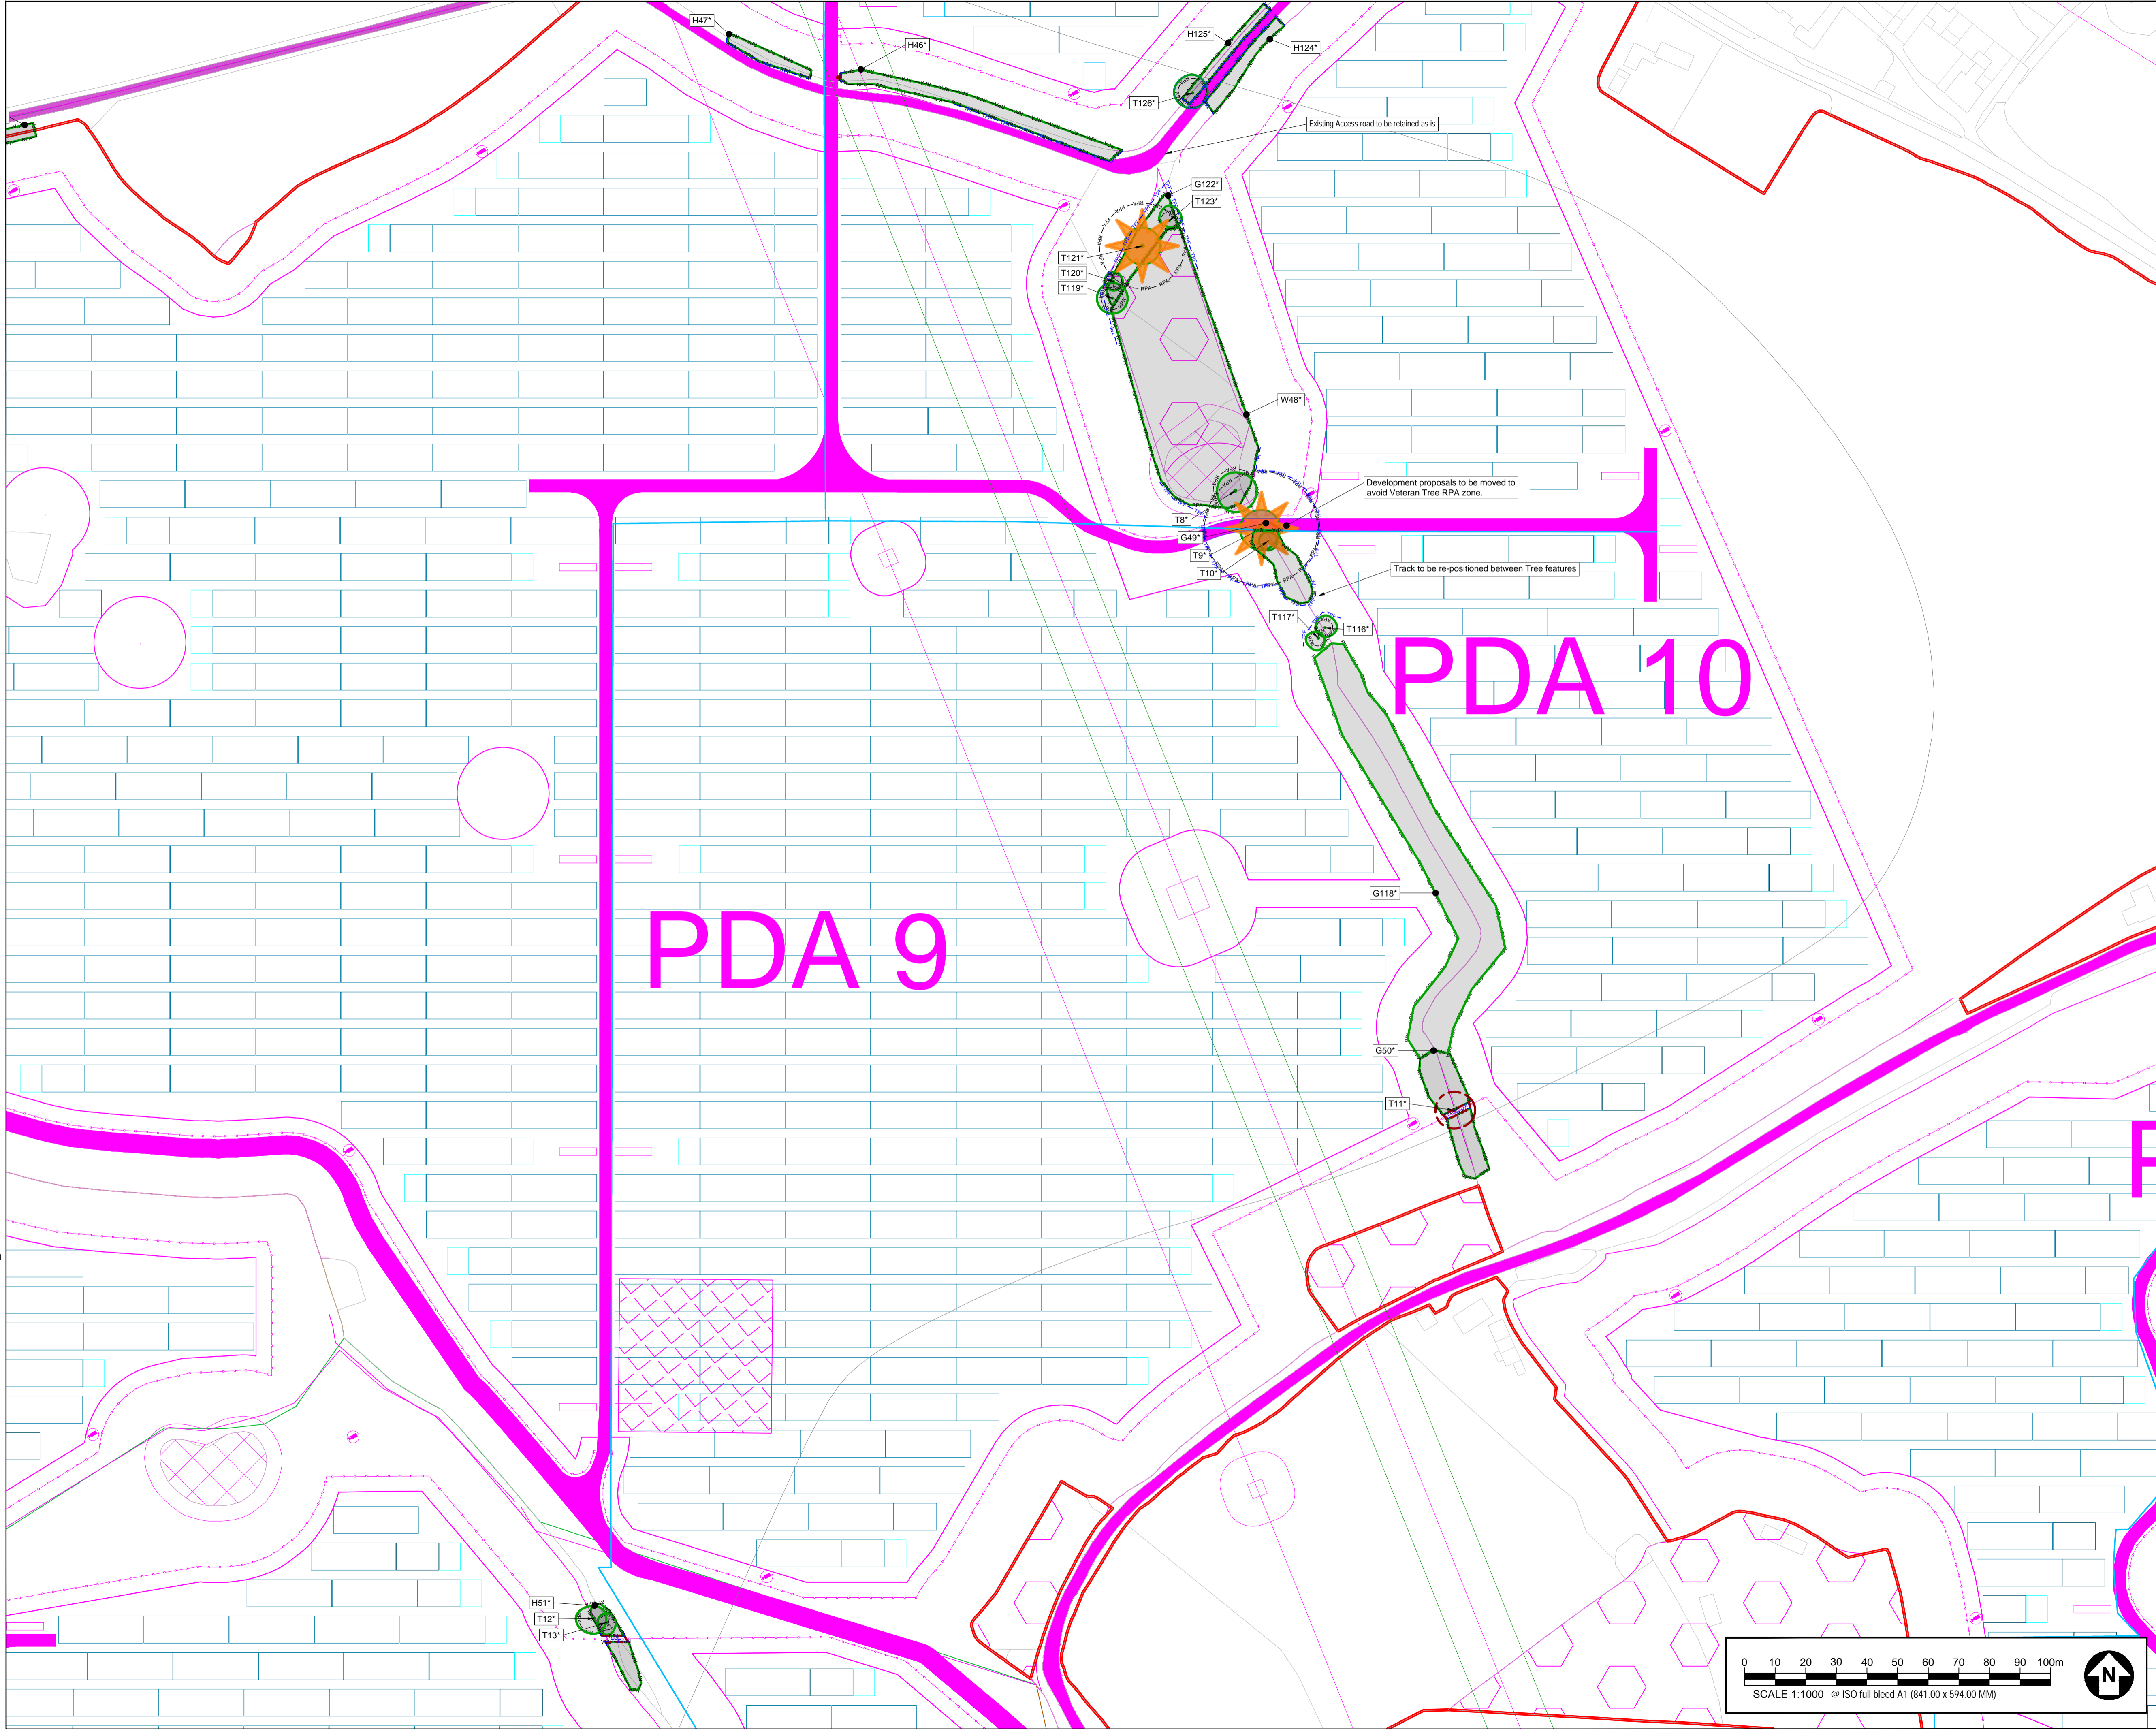 H47*
H46*
H125*
H124*
T126*
Existing Access road to be retained as is
G122*
T123*
T121*
T120*
T119*
W48*
Development proposals to be moved to
avoid Veteran Tree RPA zone.
T8*
G49*
T9*
T10*
Track to be re-positioned between Tree features
T117*
T116*
PDA 10
G118*
PDA 9
G50*
T11*
H51*
T12*
T13*
0 10 20 30 40 50 60 70 80 90 100m
SCALE 1:1000 @ ISO full bleed A1 (841.00 x 594.00 MM)
N